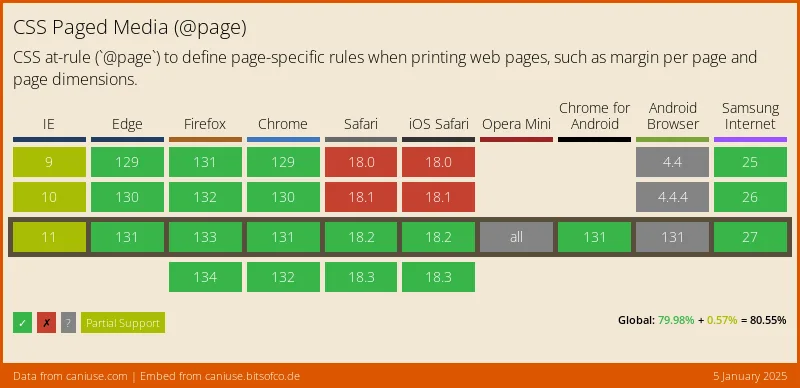 CSS Paged Media (@page)
CSS at-rule (`@page`) to define page-specific rules when printing web pages, such as margin per page and
page dimensions.
IE Edge Firefox Chrome Safari iOS Safari Opera Mini Chrome for Android Android Browser Samsung Internet
9 129 131 129 18.0 18.0 4.4 25
10 130 132 130 18.1 18.1 4.4.4 26
11 131 133 131 18.2 18.2 all 131 131 27
134 132 18.3 18.3
✓ ✗ ? Partial Support
Global: 79.98% + 0.57% = 80.55%
Data from caniuse.com | Embed from caniuse.bitsofco.de
5 January 2025